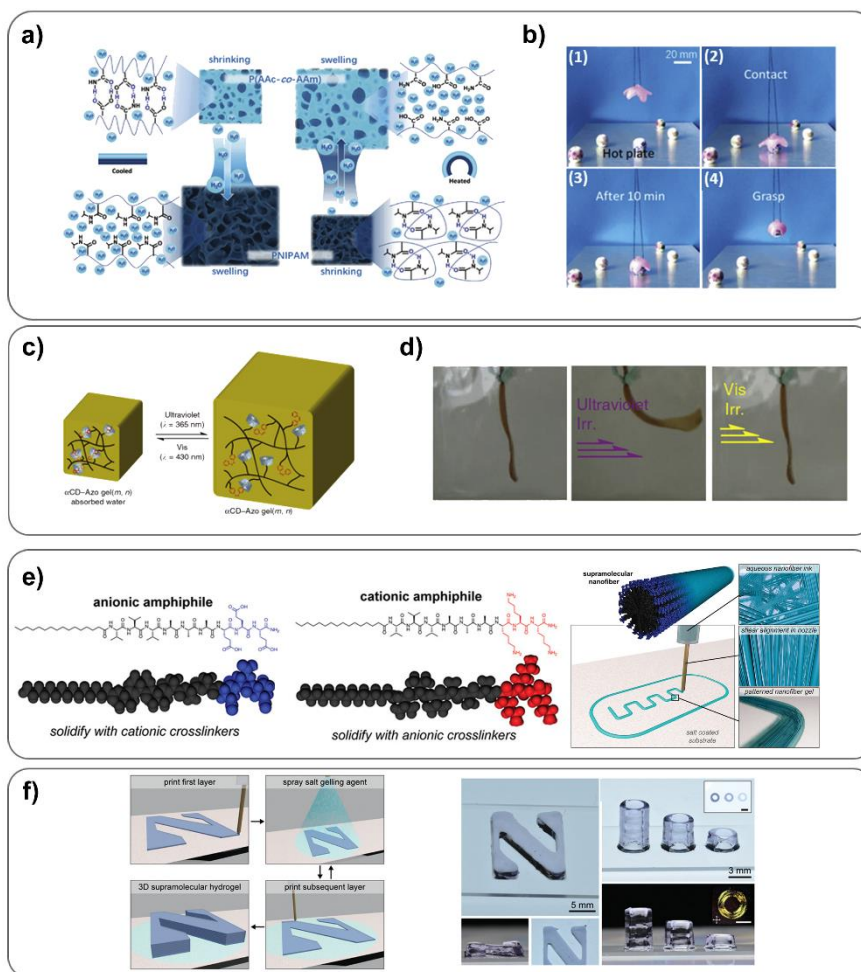 a)
shrinking
swelling
P(AAc-co-AAm)
H₂O
H₂O
Cooled
Heated
PNIPAM
swelling
shrinking
b)
(1)
20 mm
Hot plate
(2)
Contact
(3)
After 10 min
(4)
Grasp
c)
Ultraviolet
(λ = 365 nm)
Vis
(λ = 430 nm)
αCD–Azo gel(m, n)
absorbed water
αCD–Azo gel(m, n)
d)
Ultraviolet
Irr.
Vis
Irr.
e)
anionic amphiphile
solidify with cationic crosslinkers
cationic amphiphile
solidify with anionic crosslinkers
supramolecular
nanofiber
aqueous nanofiber ink
shear alignment in nozzle
patterned nanofiber gel
salt coated
substrate
f)
print first layer
spray salt gelling agent
3D supramolecular hydrogel
print subsequent layer
5 mm
3 mm